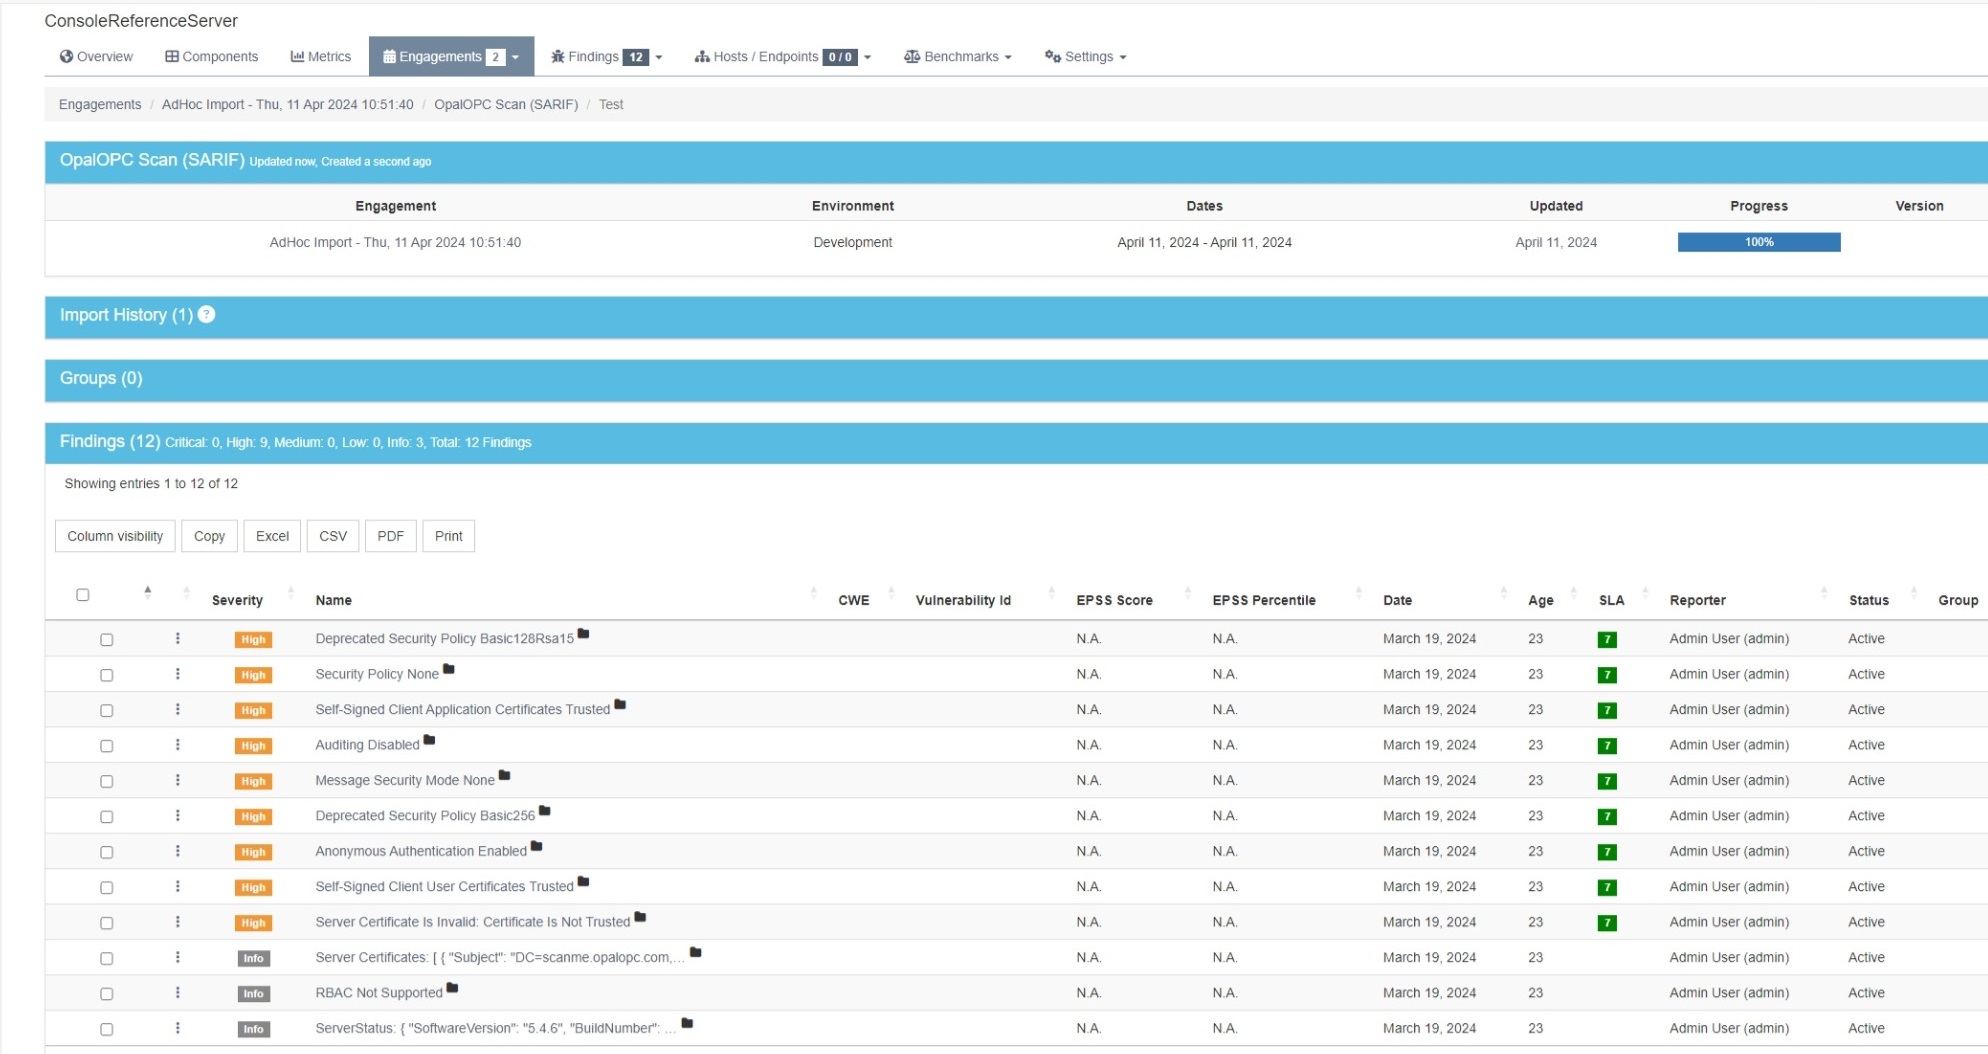 ConsoleReferenceServer
Overview Components Metrics Engagements 2 Findings 12 Hosts / Endpoints 0 / 0 Benchmarks Settings
Engagements / AdHoc Import - Thu, 11 Apr 2024 10:51:40 / OpalOPC Scan (SARIF) / Test
OpalOPC Scan (SARIF) Updated now, Created a second ago
Engagement Environment Dates Updated Progress Version
AdHoc Import - Thu, 11 Apr 2024 10:51:40 Development April 11, 2024 - April 11, 2024 April 11, 2024 100%
Import History (1) ?
Groups (0)
Findings (12) Critical: 0, High: 9, Medium: 0, Low: 0, Info: 3, Total: 12 Findings
Showing entries 1 to 12 of 12
Column visibility Copy Excel CSV PDF Print
Severity Name CWE Vulnerability Id EPSS Score EPSS Percentile Date Age SLA Reporter Status Group
High Deprecated Security Policy Basic128Rsa15 N.A. N.A. March 19, 2024 23 7 Admin User (admin) Active
High Security Policy None N.A. N.A. March 19, 2024 23 7 Admin User (admin) Active
High Self-Signed Client Application Certificates Trusted N.A. N.A. March 19, 2024 23 7 Admin User (admin) Active
High Auditing Disabled N.A. N.A. March 19, 2024 23 7 Admin User (admin) Active
High Message Security Mode None N.A. N.A. March 19, 2024 23 7 Admin User (admin) Active
High Deprecated Security Policy Basic256 N.A. N.A. March 19, 2024 23 7 Admin User (admin) Active
High Anonymous Authentication Enabled N.A. N.A. March 19, 2024 23 7 Admin User (admin) Active
High Self-Signed Client User Certificates Trusted N.A. N.A. March 19, 2024 23 7 Admin User (admin) Active
High Server Certificate Is Invalid: Certificate Is Not Trusted N.A. N.A. March 19, 2024 23 7 Admin User (admin) Active
Info Server Certificates: [ { "Subject": "DC=scanme.opalopc.com,... N.A. N.A. March 19, 2024 23 Admin User (admin) Active
Info RBAC Not Supported N.A. N.A. March 19, 2024 23 Admin User (admin) Active
Info ServerStatus: { "SoftwareVersion": "5.4.6", "BuildNumber": ... N.A. N.A. March 19, 2024 23 Admin User (admin) Active